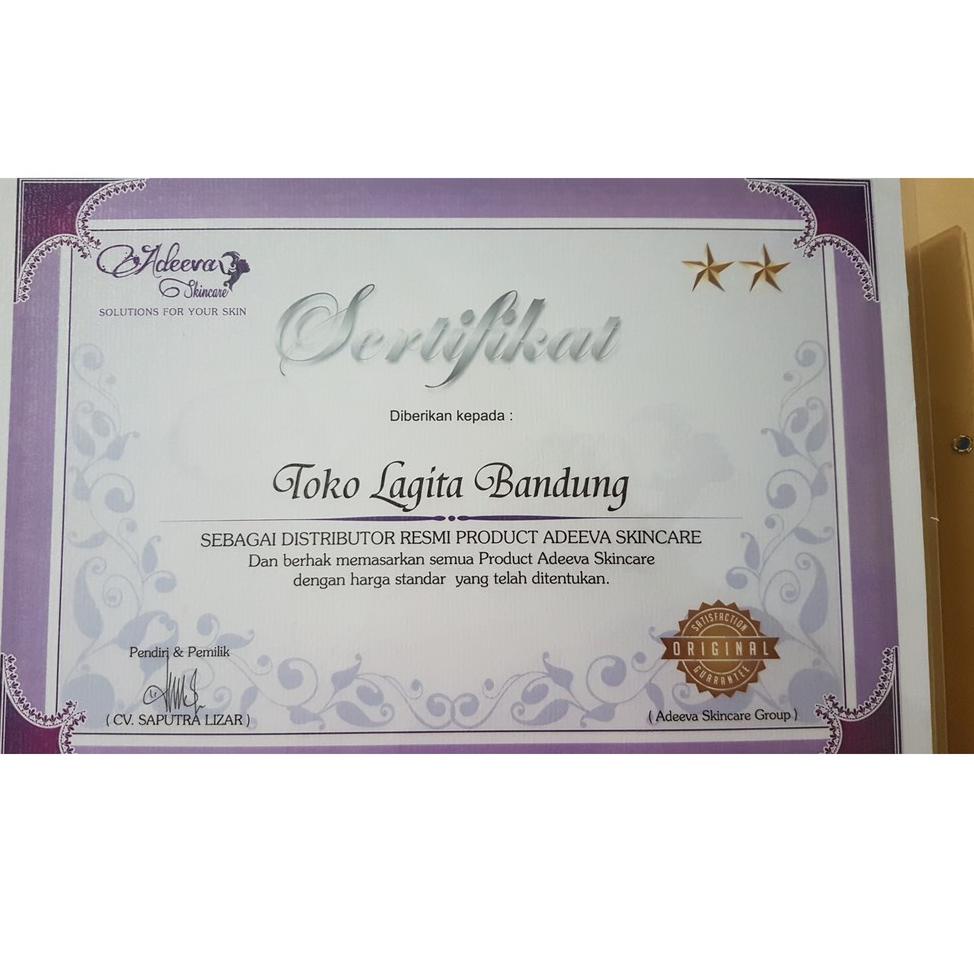 Adeeva
Skincare
SOLUTIONS FOR YOUR SKIN
Sertifikat
Diberikan kepada :
Toko Lagita Bandung
SEBAGAI DISTRIBUTOR RESMI PRODUCT ADEEVA SKINCARE
Dan berhak memasarkan semua Product Adeeva Skincare
dengan harga standar yang telah ditentukan.
Pendiri & Pemilik
( CV. SAPUTRA LIZAR )
SATISFACTION
ORIGINAL
GUARANTEE
( Adeeva Skincare Group )